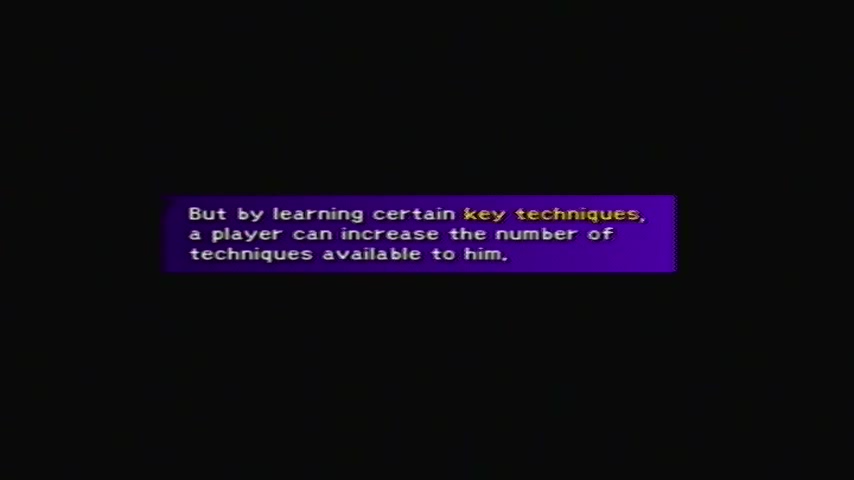 But by learning certain key techniques,
a player can increase the number of
techniques available to him.